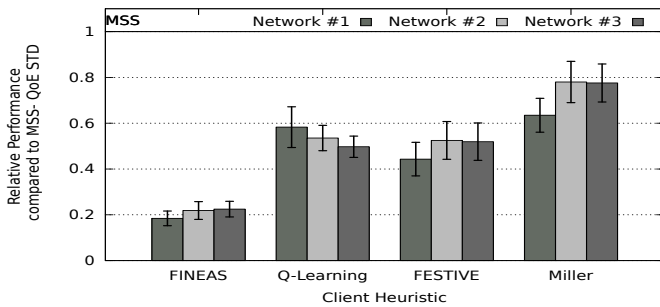 MSS Network #1 Network #2 Network #3
1
0.8
0.6
0.4
0.2
0
Relative Performance
compared to MSS- QoE STD
FINEAS Q-Learning FESTIVE Miller
Client Heuristic